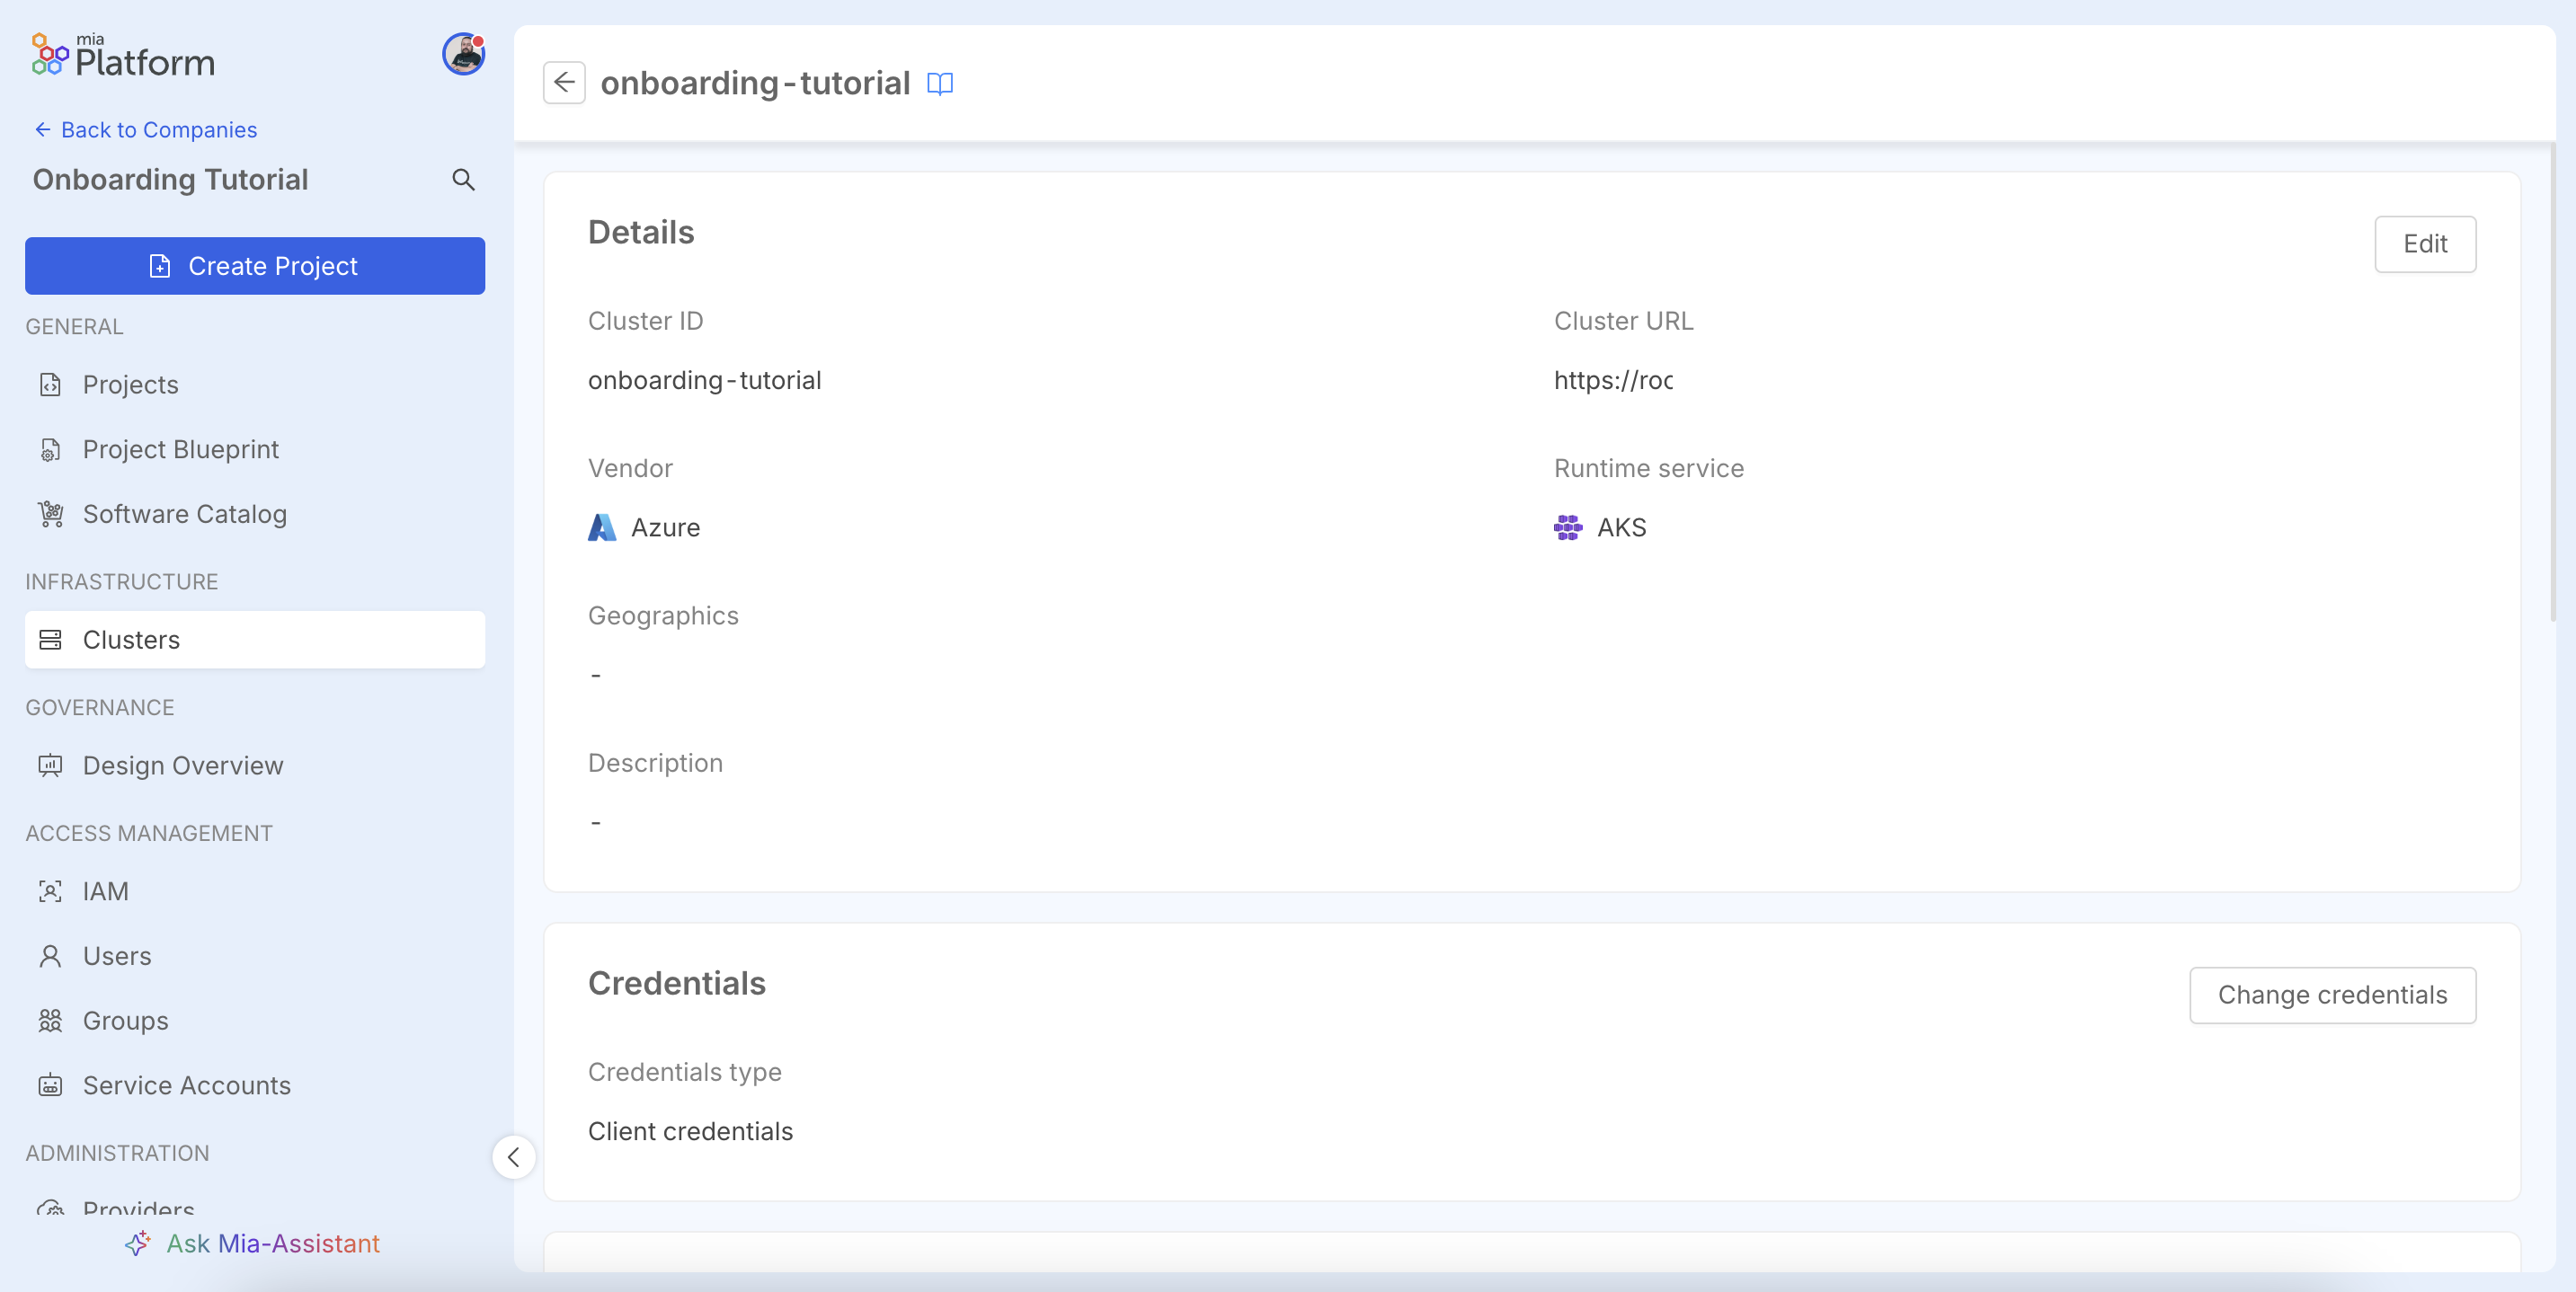 mia
Platform
Back to Companies
Onboarding Tutorial
Create Project
GENERAL
Projects
Project Blueprint
Software Catalog
INFRASTRUCTURE
Clusters
GOVERNANCE
Design Overview
ACCESS MANAGEMENT
IAM
Users
Groups
Service Accounts
ADMINISTRATION
Providers
Ask Mia-Assistant
onboarding-tutorial
Details
Edit
Cluster ID
Cluster URL
onboarding-tutorial
https://roc
Vendor
Runtime service
Azure
AKS
Geographics
-
Description
-
Credentials
Change credentials
Credentials type
Client credentials